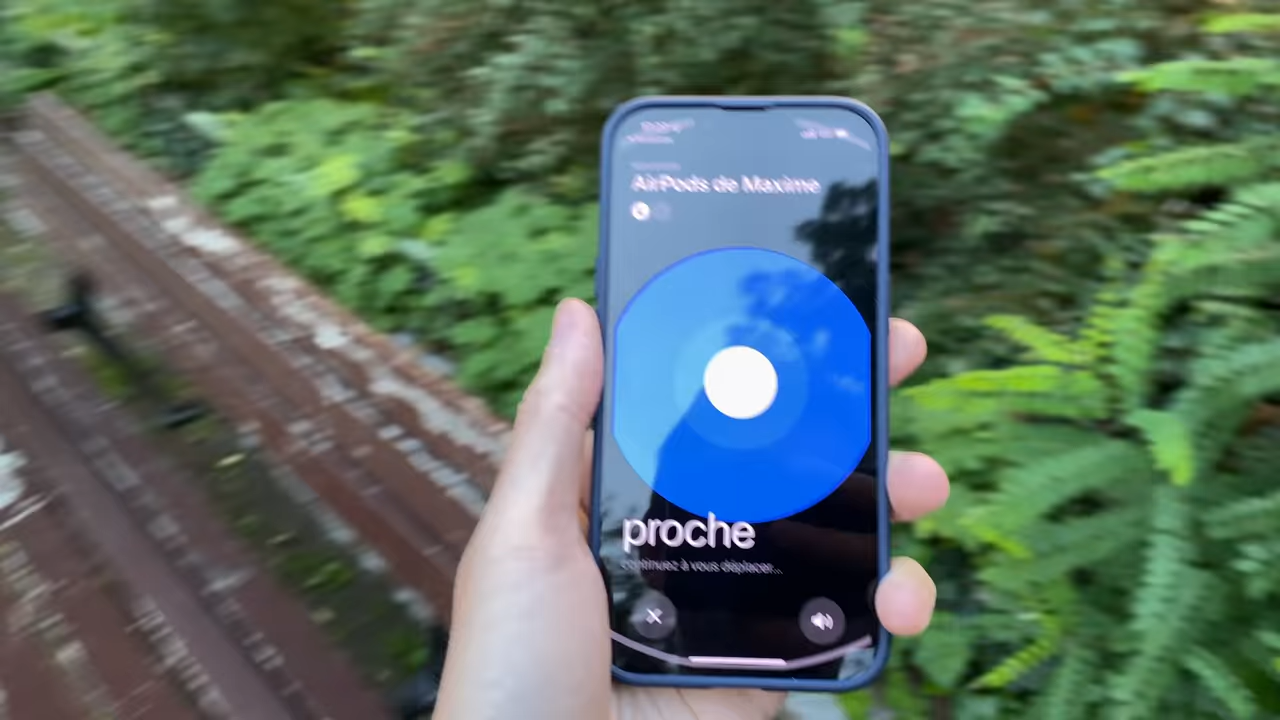 AirPods de Maxime
G
proche
continuez à vous déplacer...